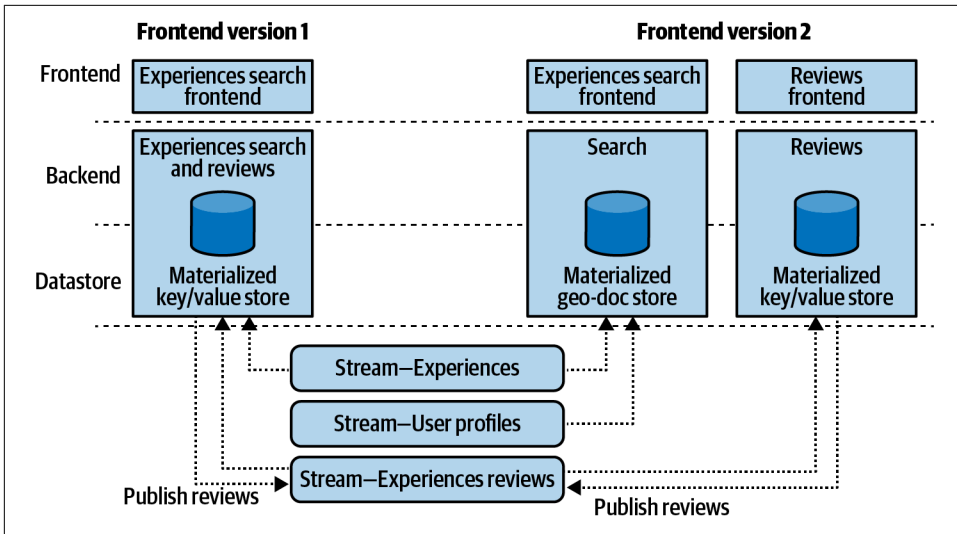 Frontend version 1
Frontend version 2
Frontend
Experiences search
frontend
Experiences search
frontend
Reviews
frontend
Backend
Experiences search
and reviews
Search
Reviews
Datastore
Materialized
key/value store
Materialized
geo-doc store
Materialized
key/value store
Stream—Experiences
Stream—User profiles
Stream—Experiences reviews
Publish reviews
Publish reviews